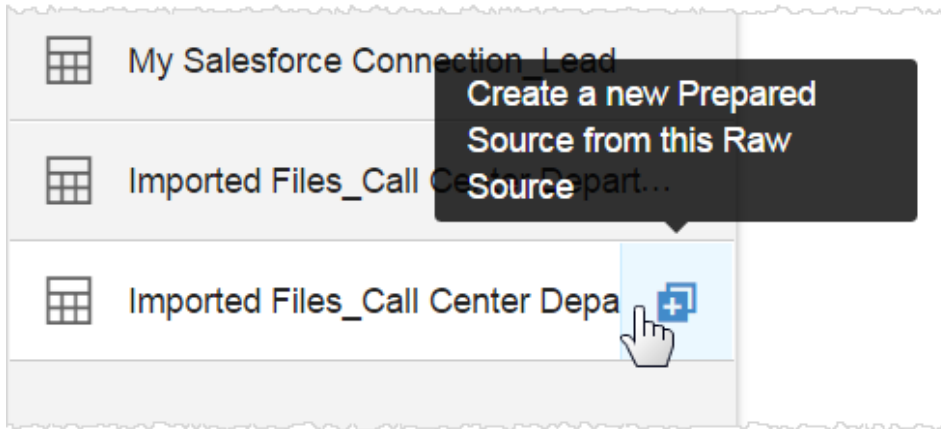 My Salesforce Connection_Lead
Create a new Prepared
Source from this Raw
Source
Imported Files_Call Center Depart...
Imported Files_Call Center Depa